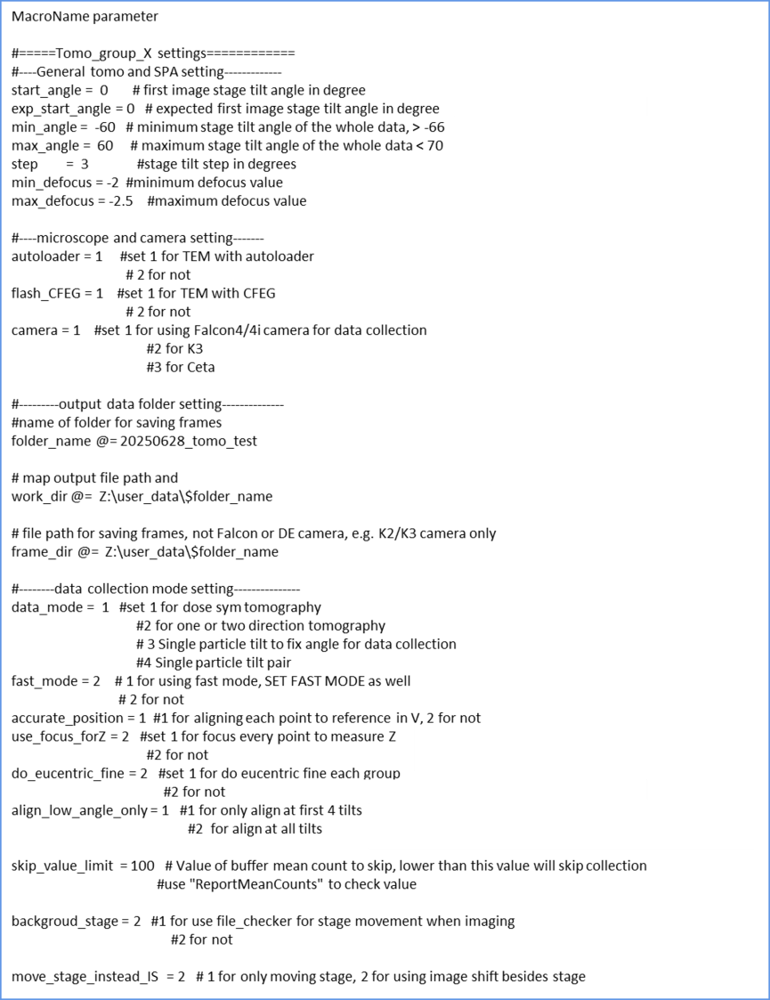 MacroName parameter
#=====Tomo_group_X settings============
#----General tomo and SPA setting-------------
start_angle = 0 # first image stage tilt angle in degree
exp_start_angle = 0 # expected first image stage tilt angle in degree
min_angle = -60 # minimum stage tilt angle of the whole data, > -66
max_angle = 60 # maximum stage tilt angle of the whole data < 70
step = 3 #stage tilt step in degrees
min_defocus = -2 #minimum defocus value
max_defocus = -2.5 #maximum defocus value
#----microscope and camera setting-------
autoloader = 1 #set 1 for TEM with autoloader
# 2 for not
flash_CFEG = 1 #set 1 for TEM with CFEG
# 2 for not
camera = 1 #set 1 for using Falcon4/4i camera for data collection
#2 for K3
#3 for Ceta
#---------output data folder setting--------------
#name of folder for saving frames
folder_name @= 20250628_tomo_test
# map output file path and
work_dir @= Z:\user_data\$folder_name
# file path for saving frames, not Falcon or DE camera, e.g. K2/K3 camera only
frame_dir @= Z:\user_data\$folder_name
#--------data collection mode setting---------------
data_mode = 1 #set 1 for dose sym tomography
#2 for one or two direction tomography
# 3 Single particle tilt to fix angle for data collection
#4 Single particle tilt pair
fast_mode = 2 # 1 for using fast mode, SET FAST MODE as well
# 2 for not
accurate_position = 1 #1 for aligning each point to reference in V, 2 for not
use_focus_forZ = 2 #set 1 for focus every point to measure Z
#2 for not
do_eucentric_fine = 2 #set 1 for do eucentric fine each group
#2 for not
align_low_angle_only = 1 #1 for only align at first 4 tilts
#2 for align at all tilts
skip_value_limit = 100 # Value of buffer mean count to skip, lower than this value will skip collection
#use "ReportMeanCounts" to check value
backgroud_stage = 2 #1 for use file_checker for stage movement when imaging
#2 for not
move_stage_instead_IS = 2 # 1 for only moving stage, 2 for using image shift besides stage